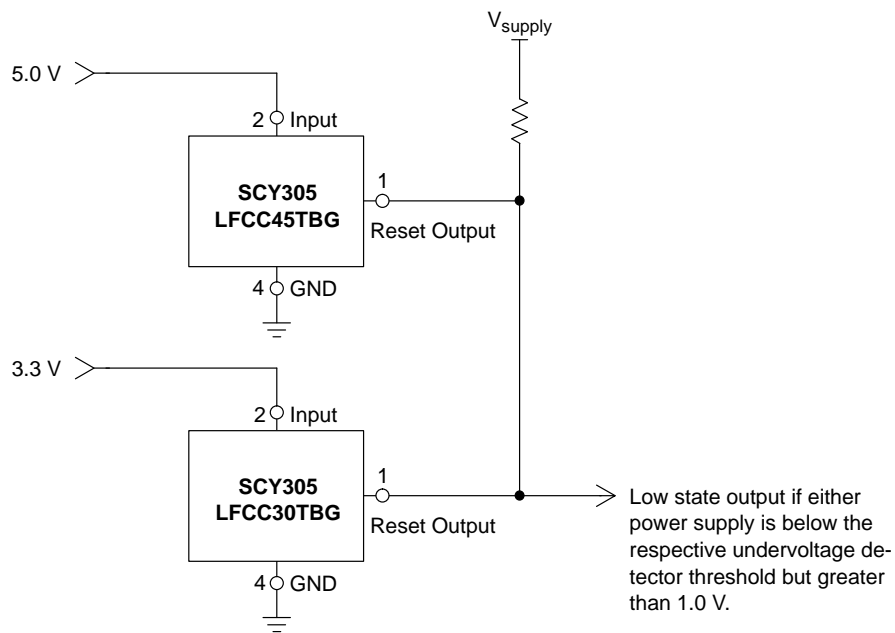 V supply
5.0 V
2 Input
SCY305
LFCC45TBG
1
Reset Output
4 GND
3.3 V
2 Input
SCY305
LFCC30TBG
1
Reset Output
4 GND
Low state output if either
power supply is below the
respective undervoltage de-
tector threshold but greater
than 1.0 V.